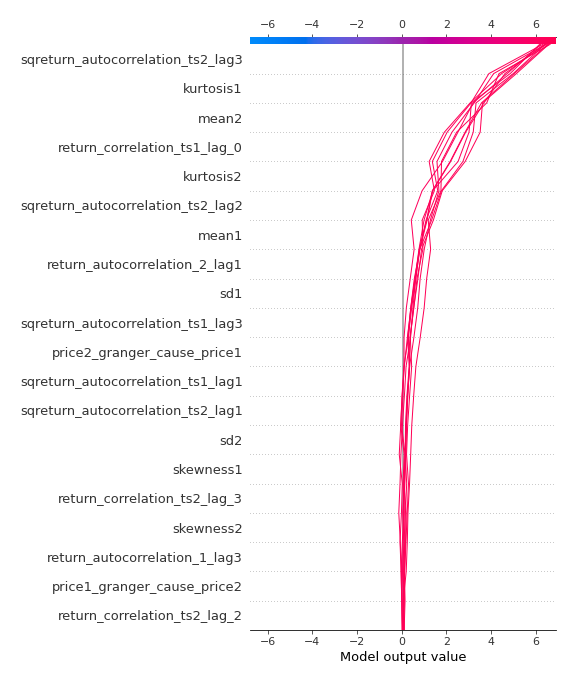 −6 −4 −2 0 2 4 6
sqreturn_autocorrelation_ts2_lag3
kurtosis1
mean2
return_correlation_ts1_lag_0
kurtosis2
sqreturn_autocorrelation_ts2_lag2
mean1
return_autocorrelation_2_lag1
sd1
sqreturn_autocorrelation_ts1_lag3
price2_granger_cause_price1
sqreturn_autocorrelation_ts1_lag1
sqreturn_autocorrelation_ts2_lag1
sd2
skewness1
return_correlation_ts2_lag_3
skewness2
return_autocorrelation_1_lag3
price1_granger_cause_price2
return_correlation_ts2_lag_2
−6 −4 −2 0 2 4 6
Model output value